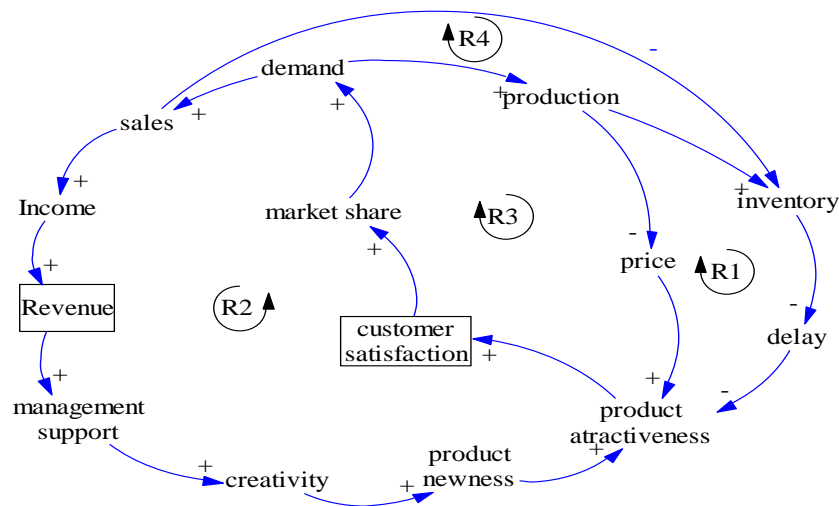 R4
-
demand
+
production
+
sales
+
+
Income
market share
R3
+
inventory
+
-
price
R1
+
Revenue
R2
customer
satisfaction
+
-
delay
+
management
support
+
-
product
atractiveness
+
creativity
+
product
newness
+